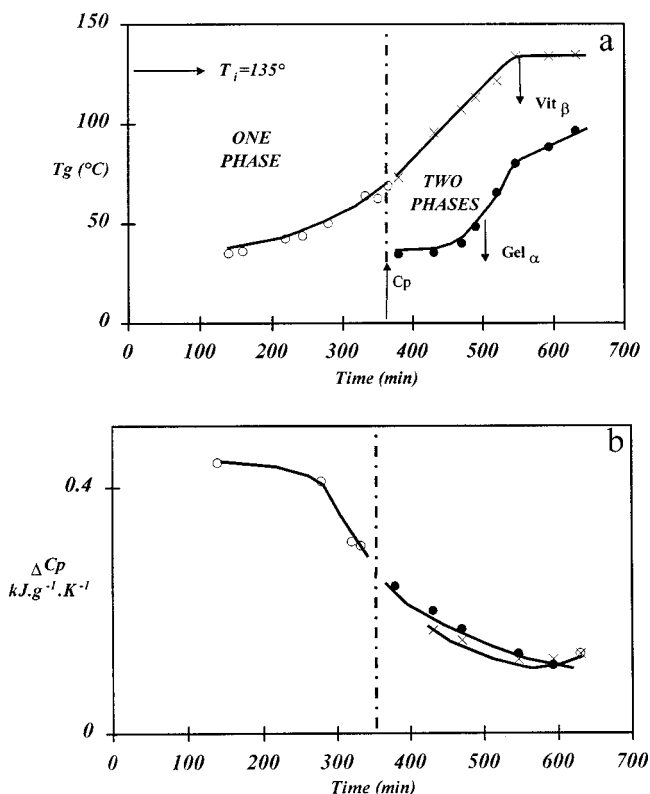 a
150
T i =135°
Vit β
ONE
PHASE
100
Tg (°C)
TWO
PHASES
50
Gel α
Cp
0
0 100 200 300 400 500 600 700
Time (min)
b
0.4
ΔCp
kJ.g⁻¹.K⁻¹
0
0 100 200 300 400 500 600 700
Time (min)